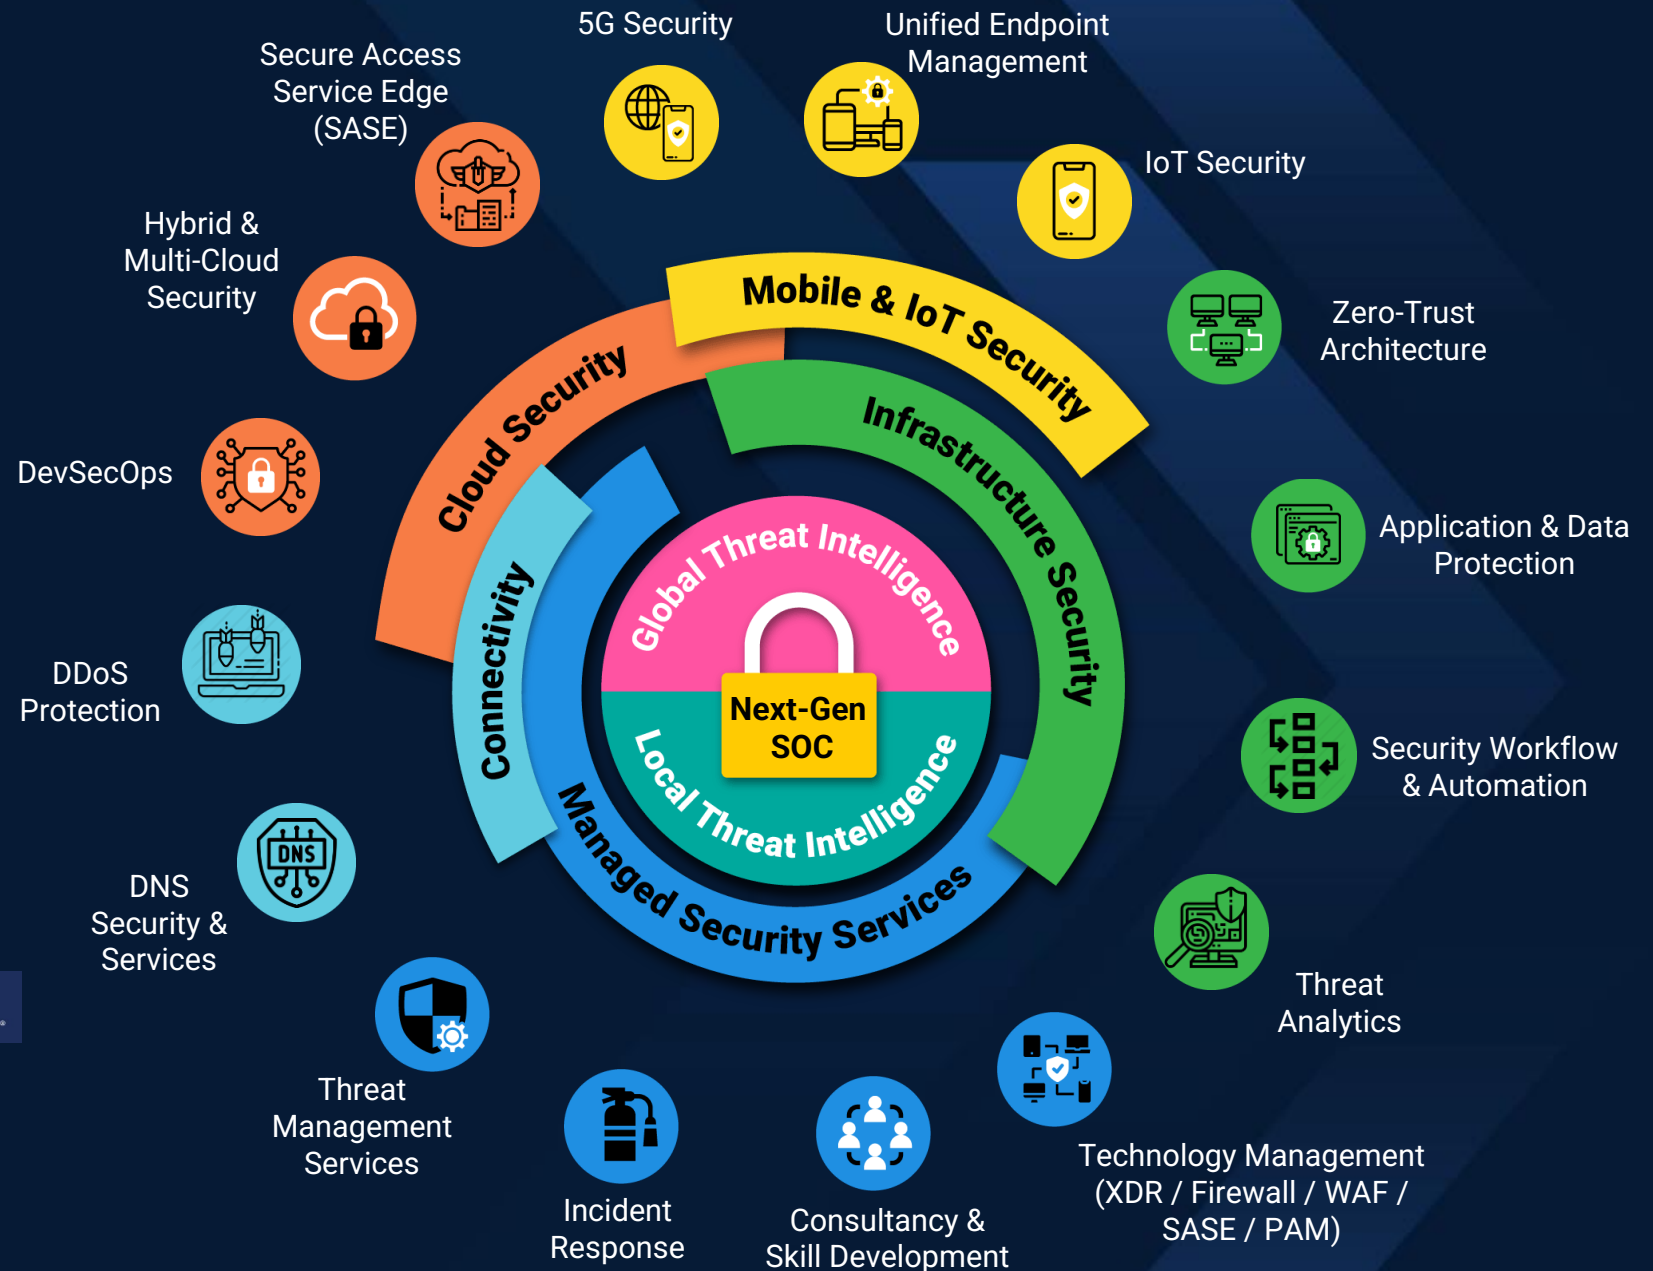 5G Security
Unified Endpoint
Management
Secure Access
Service Edge
(SASE)
IoT Security
Hybrid &
Multi-Cloud
Security
Zero-Trust
Architecture
DevSecOps
Application & Data
Protection
DDoS
Protection
Security Workflow
& Automation
DNS
DNS
Security &
Services
Threat
Analytics
Threat
Management
Services
Incident
Response
Consultancy &
Skill Development
Technology Management
(XDR / Firewall / WAF /
SASE / PAM)
Mobile & IoT Security
Cloud Security
Infrastructure Security
Connectivity
Managed Security Services
Global Threat Intelligence
Next-Gen
SOC
Local Threat Intelligence
®